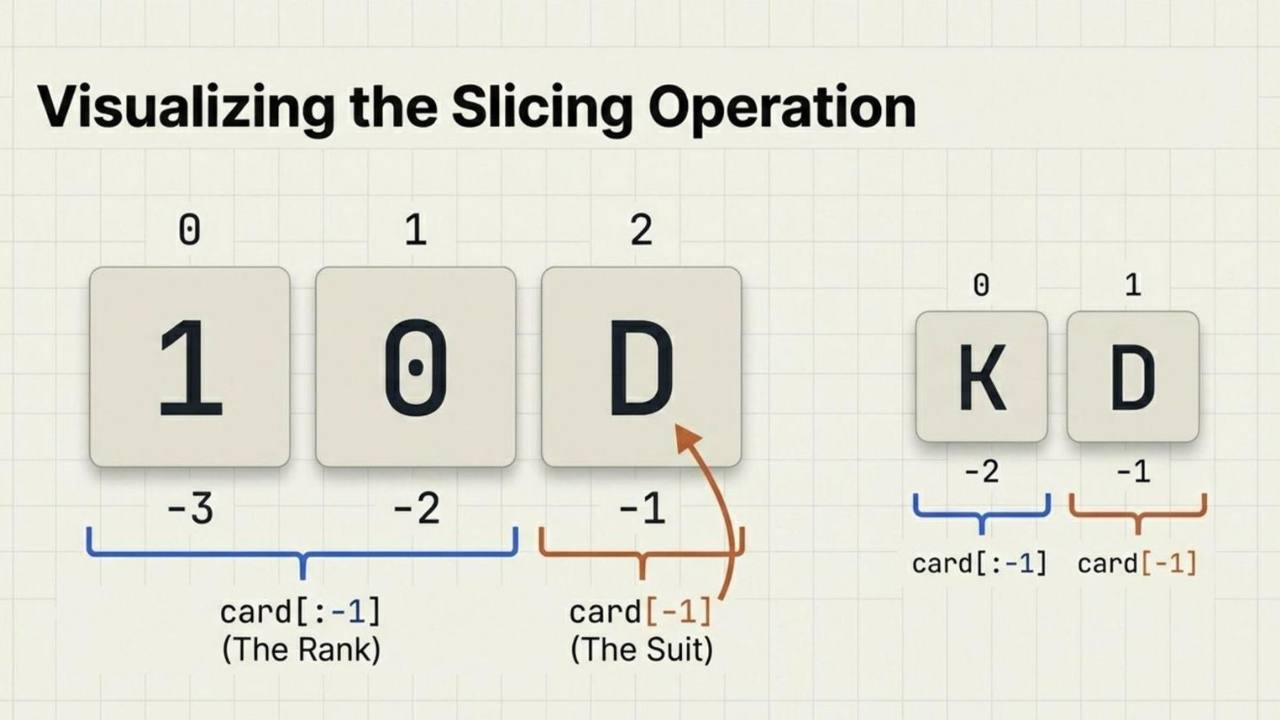 Visualizing the Slicing Operation
0 1 2
1 0 D
-3 -2 -1
card[:-1] card[-1]
(The Rank) (The Suit)
0 1
K D
-2 -1
card[:-1] card[-1]